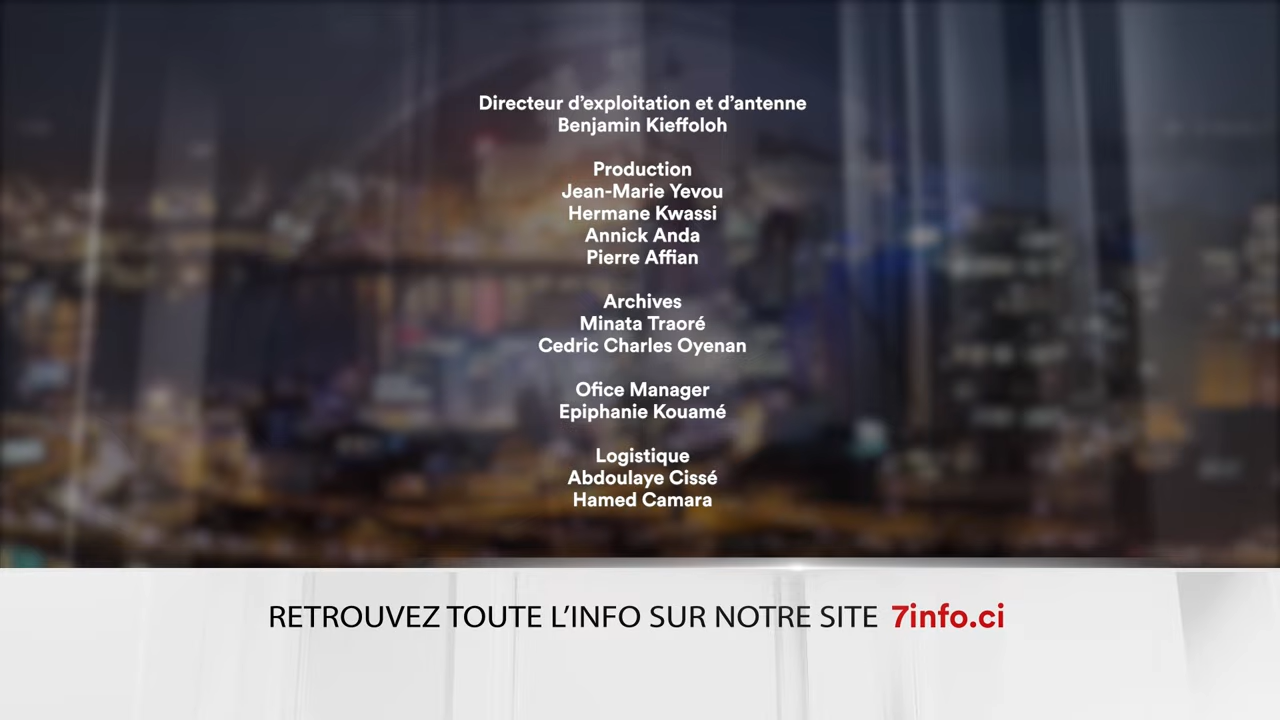 Directeur d’exploitation et d’antenne
Benjamin Kieffoloh
Production
Jean-Marie Yevou
Hermane Kwassi
Annick Anda
Pierre Affian
Archives
Minata Traoré
Cedric Charles Oyenan
Ofice Manager
Epiphanie Kouamé
Logistique
Abdoulaye Cissé
Hamed Camara
RETROUVEZ TOUTE L’INFO SUR NOTRE SITE 7info.ci